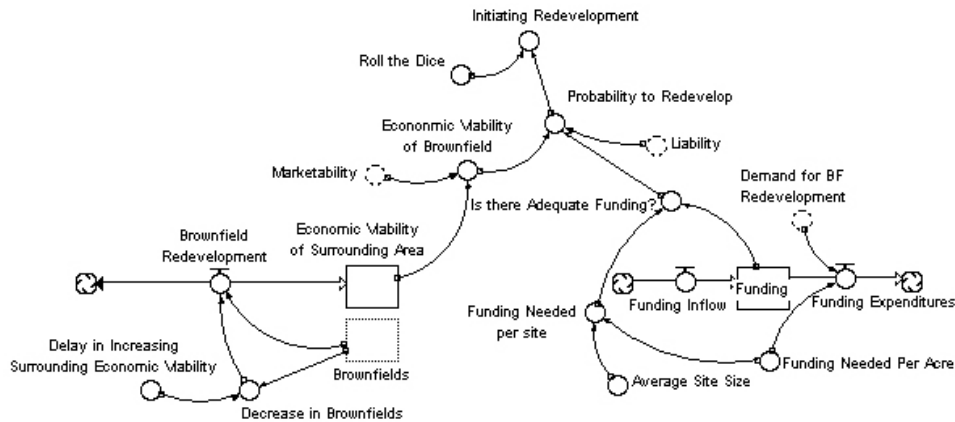 Initiating Redevelopment
Roll the Dice
Probability to Redevelop
Econonmic Viability
of Brownfield
Liability
Marketability
Demand for BF
Redevelopment
Is there Adequate Funding?
Economic Viability
of Surrounding Area
Brownfield
Redevelopment
Funding
Funding Inflow
Funding Expenditures
Funding Needed
per site
Delay in Increasing
Surrounding Economic Viability
Brownfields
Funding Needed Per Acre
Average Site Size
Decrease in Brownfields